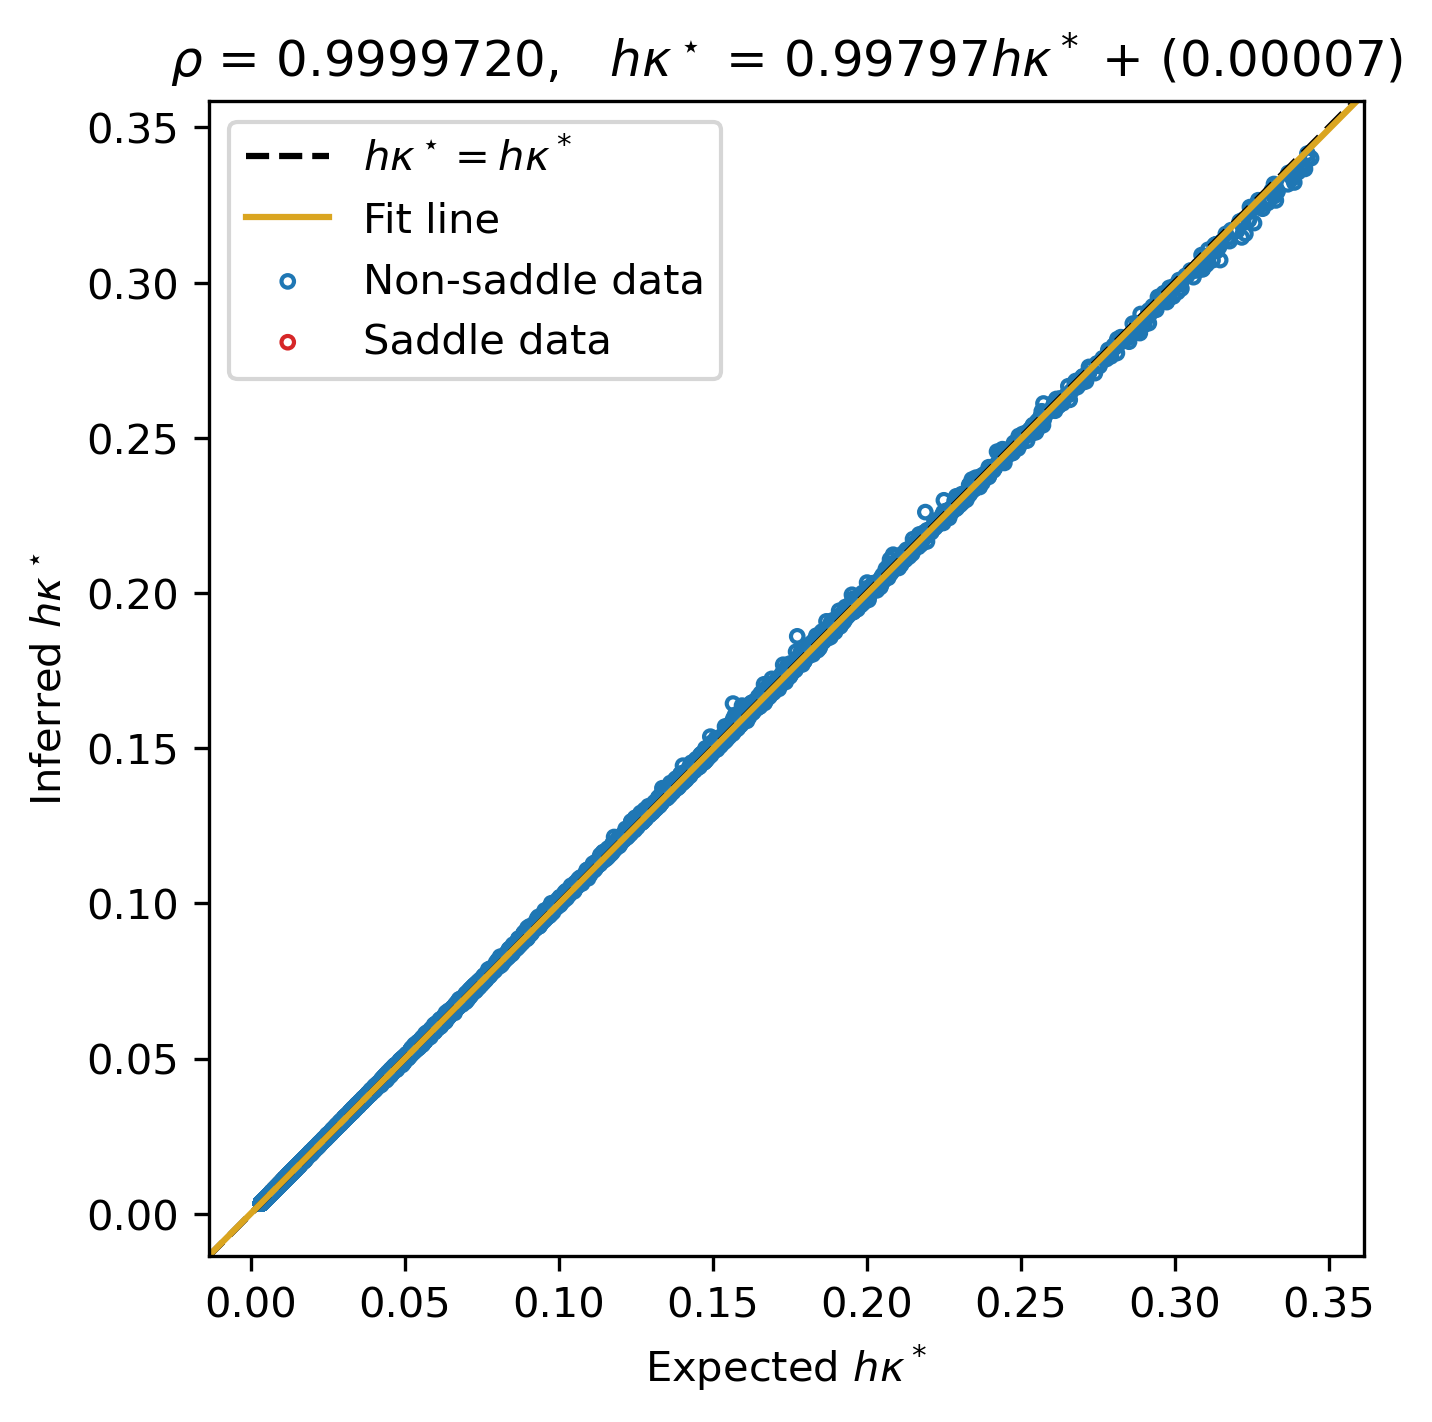 ρ = 0.9999720, hκ⋆ = 0.99797hκ* + (0.00007)
hκ⋆ = hκ*
Fit line
Non-saddle data
Saddle data
0.35
0.30
0.25
0.20
0.15
0.10
0.05
0.00
Inferred hκ⋆
0.00 0.05 0.10 0.15 0.20 0.25 0.30 0.35
Expected hκ*